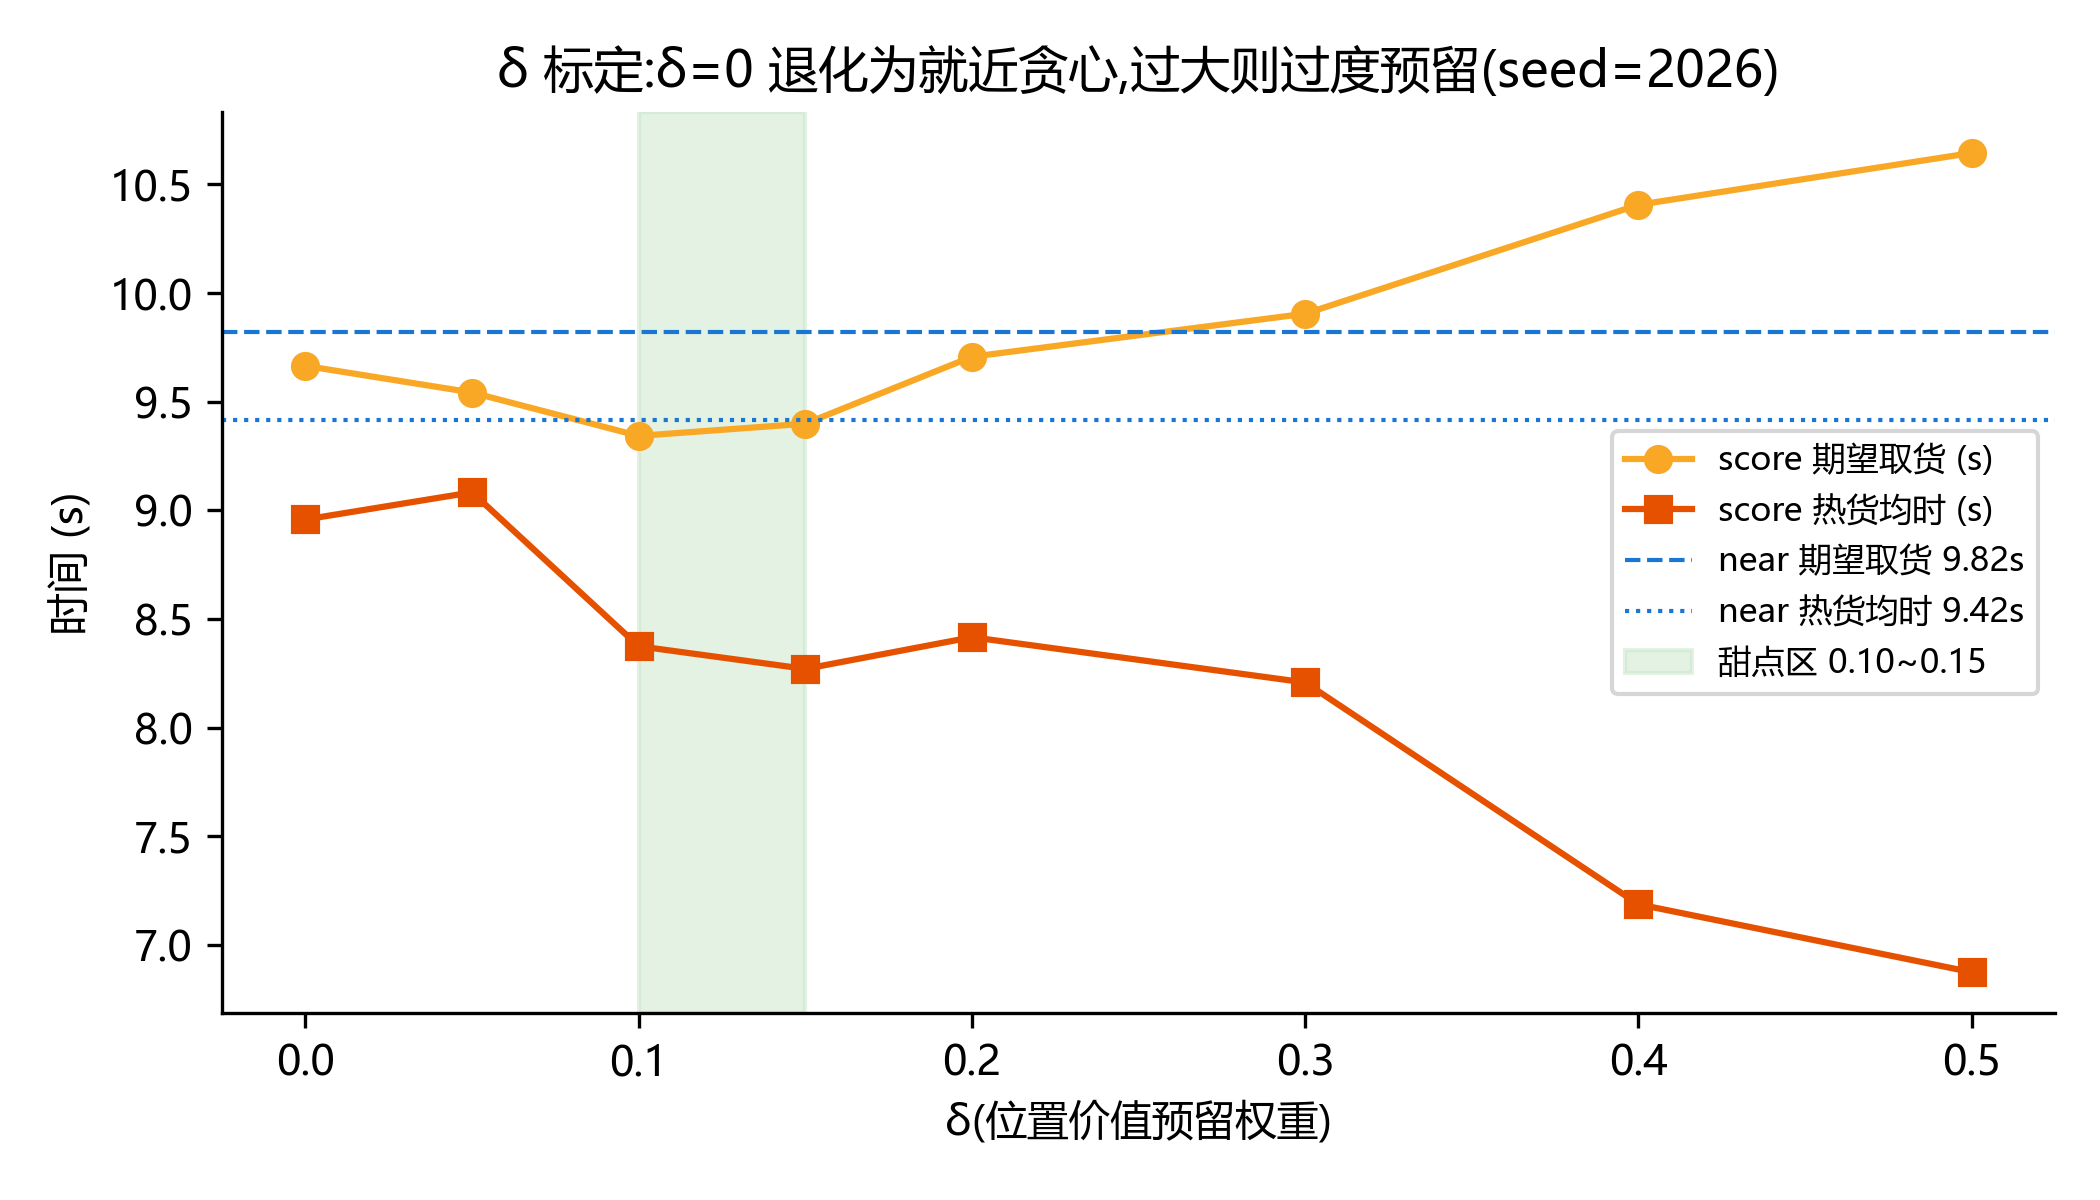 δ 标定:δ=0 退化为就近贪心,过大则过度预留(seed=2026)
时间 (s)
10.5
10.0
9.5
9.0
8.5
8.0
7.5
7.0
score 期望取货 (s)
score 热货均时 (s)
near 期望取货 9.82s
near 热货均时 9.42s
甜点区 0.10~0.15
0.0 0.1 0.2 0.3 0.4 0.5
δ(位置价值预留权重)